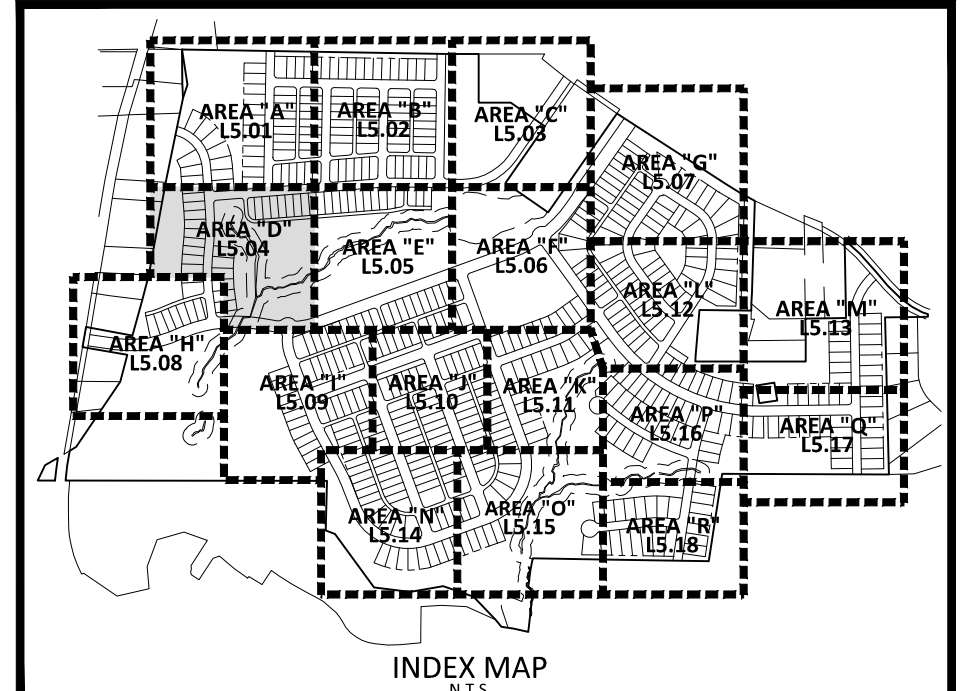 AREA "A"
L5.01
AREA "B"
L5.02
AREA "C"
L5.03
AREA "G"
L5.07
AREA "D"
L5.04
AREA "E"
L5.05
AREA "F"
L5.06
AREA "L"
L5.12
AREA "M"
L5.13
AREA "H"
L5.08
AREA "I"
L5.09
AREA "J"
L5.10
AREA "K"
L5.11
AREA "P"
L5.16
AREA "Q"
L5.17
AREA "N"
L5.14
AREA "O"
L5.15
AREA "R"
L5.18
INDEX MAP
N.T.S.